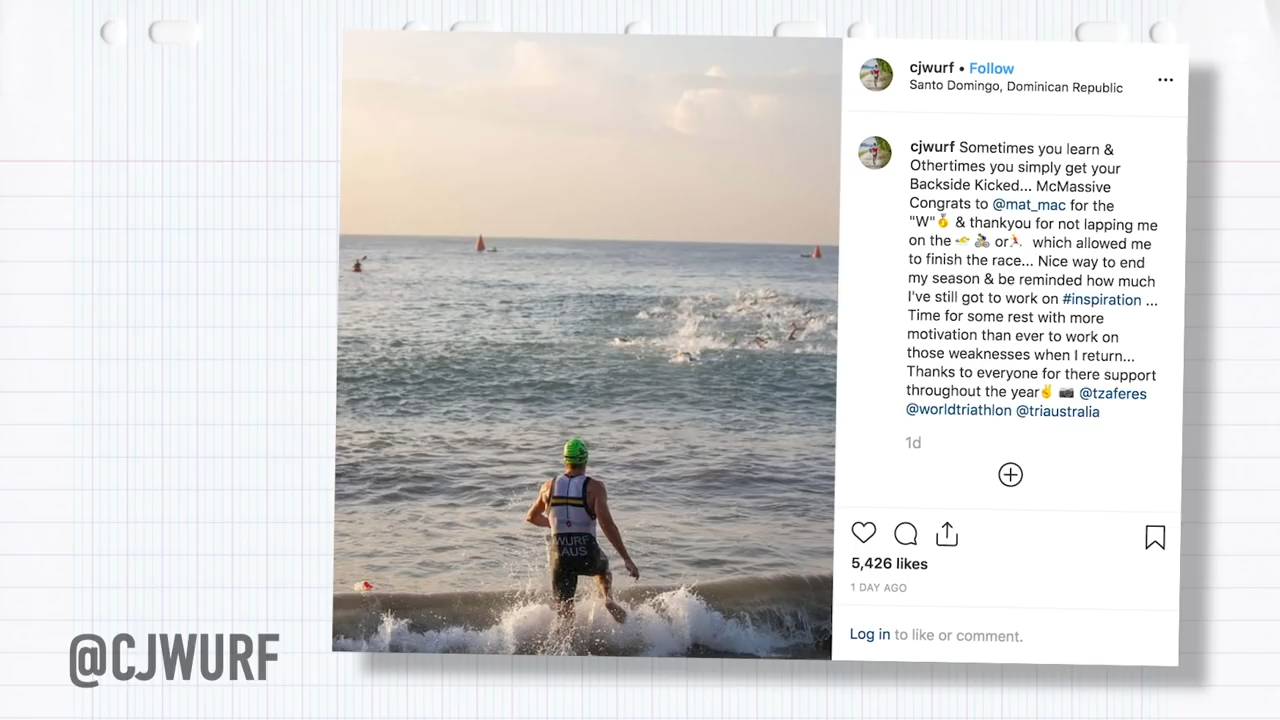 cjwurf • Follow
Santo Domingo, Dominican Republic
cjwurf Sometimes you learn &
Othertimes you simply get your
Backside Kicked... McMassive
Congrats to @mat_mac for the
"W"🥇 & thankyou for not lapping me
on the 🏊 🚴 or🏃 which allowed me
to finish the race... Nice way to end
my season & be reminded how much
I've still got to work on #inspiration ...
Time for some rest with more
motivation than ever to work on
those weaknesses when I return...
Thanks to everyone for there support
throughout the year✌ 📷 @tzaferes
@worldtriathlon @triaustralia
1d
5,426 likes
1 DAY AGO
Log in to like or comment.
WURF
AUS
@CJWURF